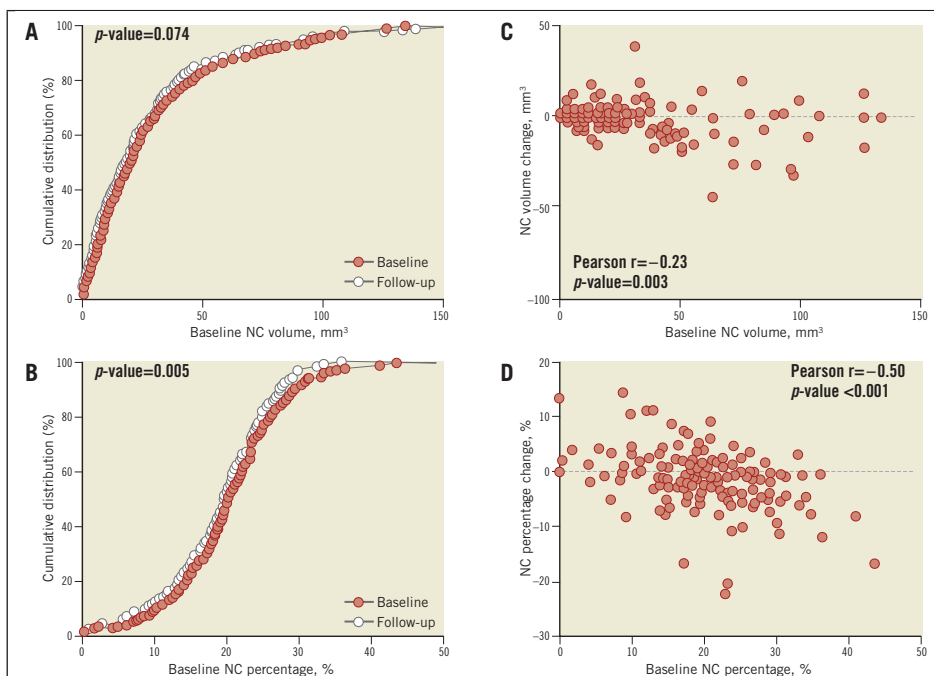 A
p-value=0.074
Cumulative distribution (%)
100
80
60
40
20
0
Baseline
Follow-up
0
50
100
150
Baseline NC volume, mm³
C
NC volume change, mm³
50
0
−50
−100
Pearson r=−0.23
p-value=0.003
0
50
100
150
Baseline NC volume, mm³
B
p-value=0.005
Cumulative distribution (%)
100
80
60
40
20
0
Baseline
Follow-up
0
10
20
30
40
50
Baseline NC percentage, %
D
Pearson r=−0.50
p-value <0.001
NC percentage change, %
20
10
0
−10
−20
−30
0
10
20
30
40
50
Baseline NC percentage, %